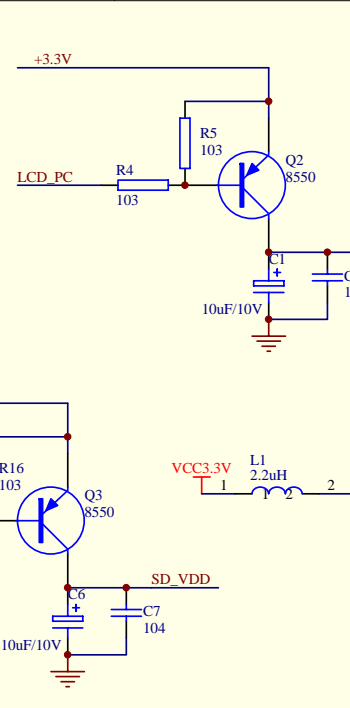 +3.3V
R5
103
Q2
8550
LCD_PC
R4
103
C1
+
10uF/10V
R16
103
Q3
8550
VCC3.3V
L1
2.2uH
1
1 2
2
SD_VDD
C6
+
C7
104
10uF/10V